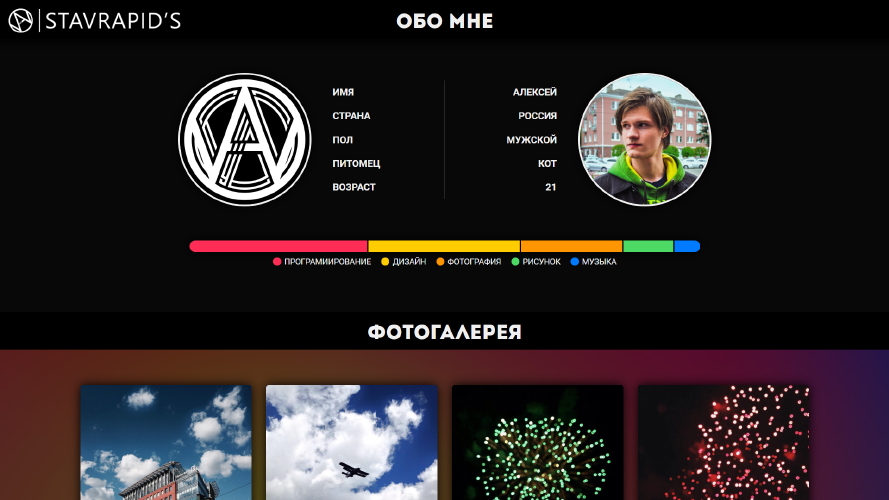 STAVRAPID'S
ОБО МНЕ
ИМЯ АЛЕКСЕЙ
СТРАНА РОССИЯ
ПОЛ МУЖСКОЙ
ПИТОМЕЦ КОТ
ВОЗРАСТ 21
ПРОГРАМИИРОВАНИЕ ДИЗАЙН ФОТОГРАФИЯ РИСУНОК МУЗЫКА
ФОТОГАЛЕРЕЯ